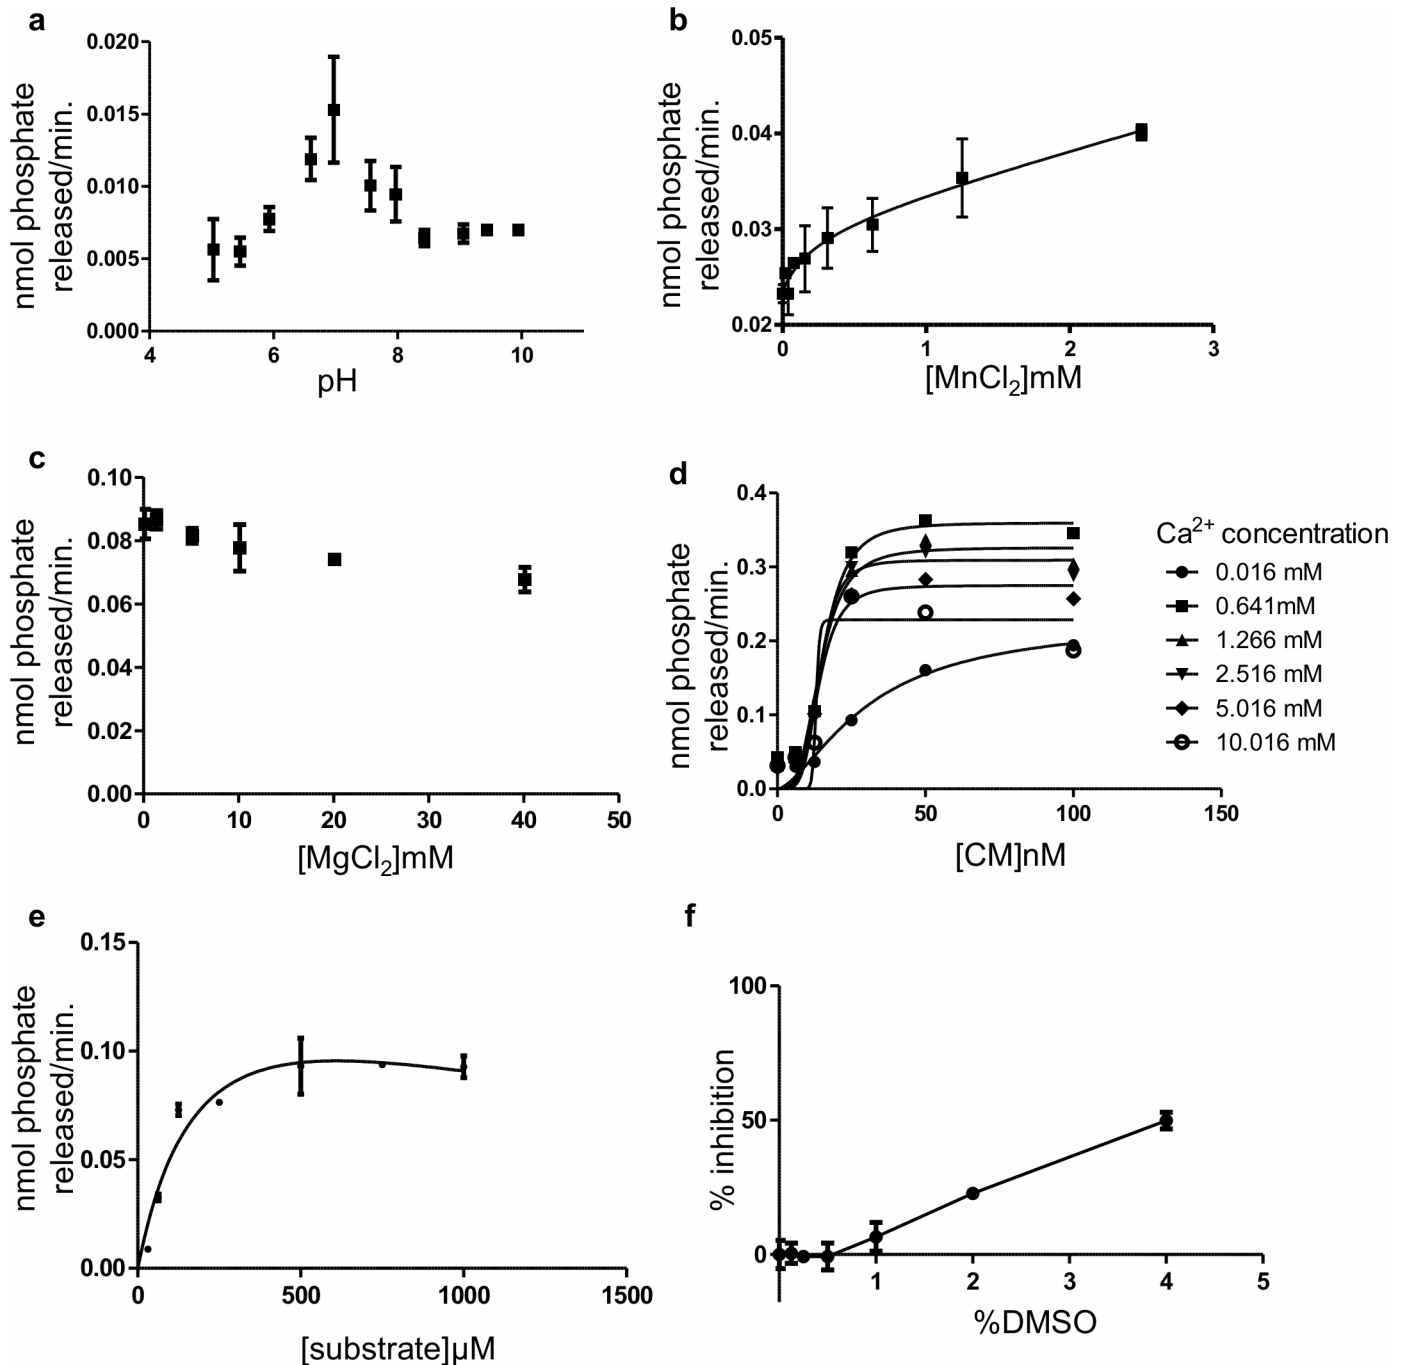 a
nmol phosphate
released/min.
0.020
0.015
0.010
0.005
0.000
4 6 8 10
pH
b
nmol phosphate
released/min.
0.05
0.04
0.03
0.02
0 1 2 3
[MnCl2]mM
c
nmol phosphate
released/min.
0.10
0.08
0.06
0.04
0.02
0.00
0 10 20 30 40 50
[MgCl2]mM
d
nmol phosphate
released/min.
0.4
0.3
0.2
0.1
0.0
0 50 100 150
[CM]nM
Ca2+ concentration
0.016 mM
0.641mM
1.266 mM
2.516 mM
5.016 mM
10.016 mM
e
nmol phosphate
released/min.
0.15
0.10
0.05
0.00
0 500 1000 1500
[substrate]µM
f
% inhibition
100
50
0
1 2 3 4 5
%DMSO